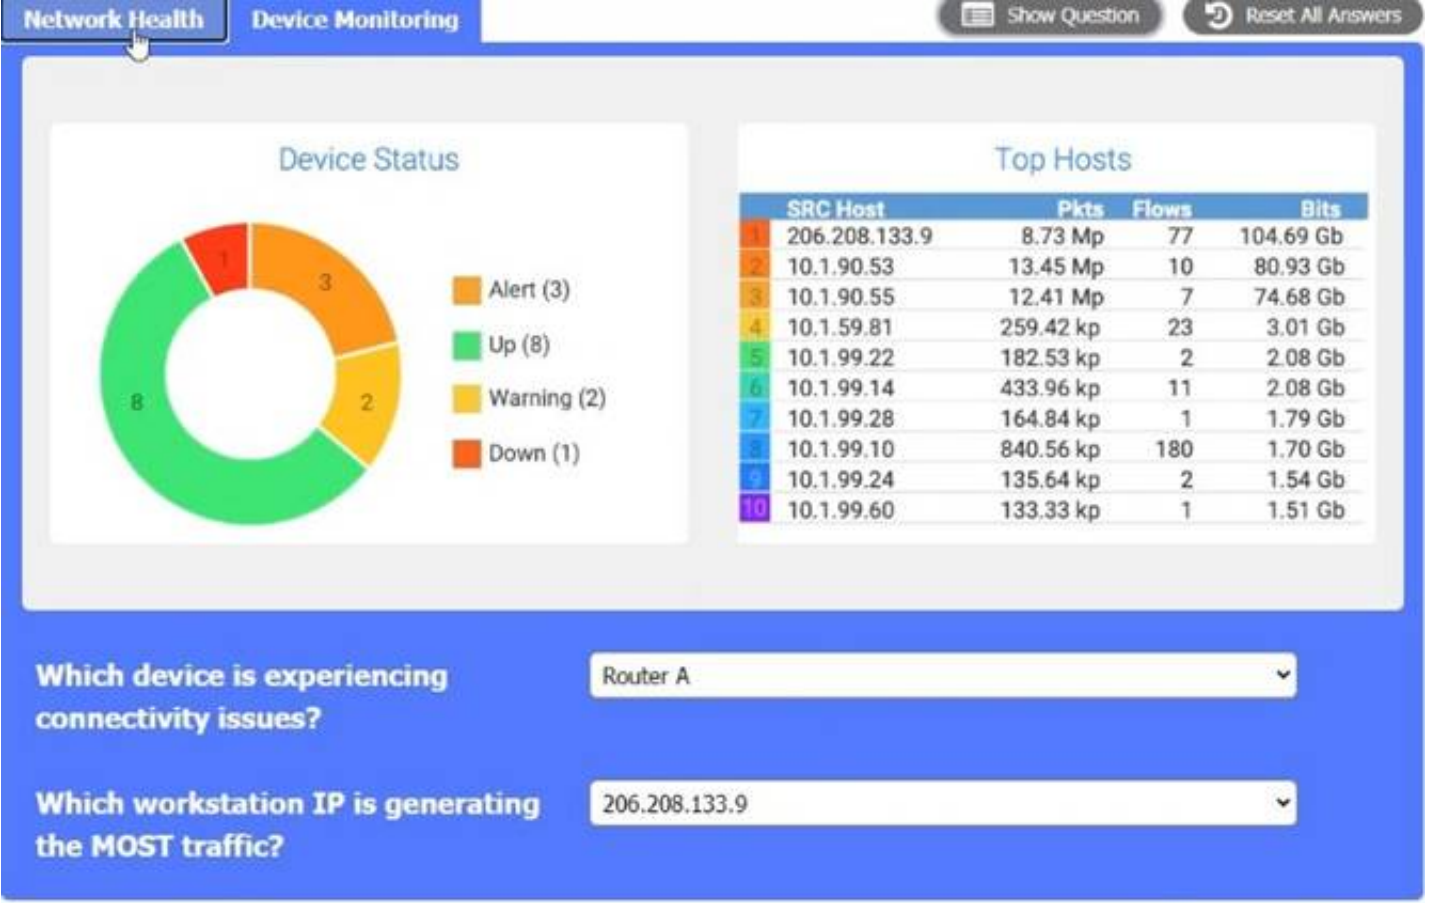 Network Health
Device Monitoring
Show Question
Reset All Answers
Device Status
1
3
8
2
Alert (3)
Up (8)
Warning (2)
Down (1)
Top Hosts
SRC Host Pkts Flows Bits
1 206.208.133.9 8.73 Mp 77 104.69 Gb
2 10.1.90.53 13.45 Mp 10 80.93 Gb
3 10.1.90.55 12.41 Mp 7 74.68 Gb
4 10.1.59.81 259.42 kp 23 3.01 Gb
5 10.1.99.22 182.53 kp 2 2.08 Gb
6 10.1.99.14 433.96 kp 11 2.08 Gb
7 10.1.99.28 164.84 kp 1 1.79 Gb
8 10.1.99.10 840.56 kp 180 1.70 Gb
9 10.1.99.24 135.64 kp 2 1.54 Gb
10 10.1.99.60 133.33 kp 1 1.51 Gb
Which device is experiencing
connectivity issues?
Router A
Which workstation IP is generating
the MOST traffic?
206.208.133.9